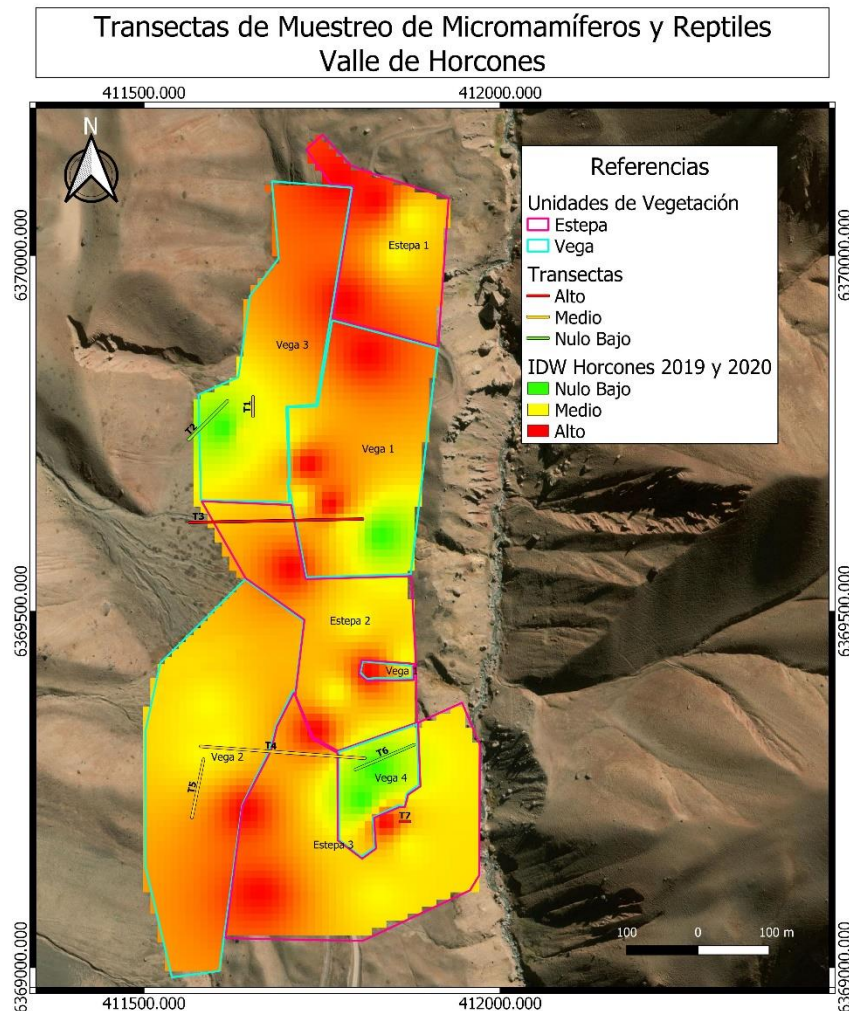 Transectas de Muestreo de Micromamíferos y Reptiles
Valle de Horcones
411500.000
412000.000
N
6370000.000
6370000.000
Referencias
Unidades de Vegetación
Estepa
Vega
Transectas
Alto
Medio
Nulo Bajo
IDW Horcones 2019 y 2020
Nulo Bajo
Medio
Alto
Estepa 1
Vega 3
T1
T2
Vega 1
T3
6369500.000
6369500.000
Estepa 2
Vega 1
T4
T6
Vega 2
Vega 4
T5
T7
Estepa 3
100
0
100 m
6369000.000
6369000.000
411500.000
412000.000